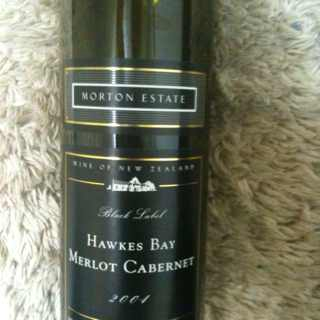 MORTON ESTATE
WINE OF NEW ZEALAND
Black Label
HAWKES BAY
MERLOT CABERNET
2004